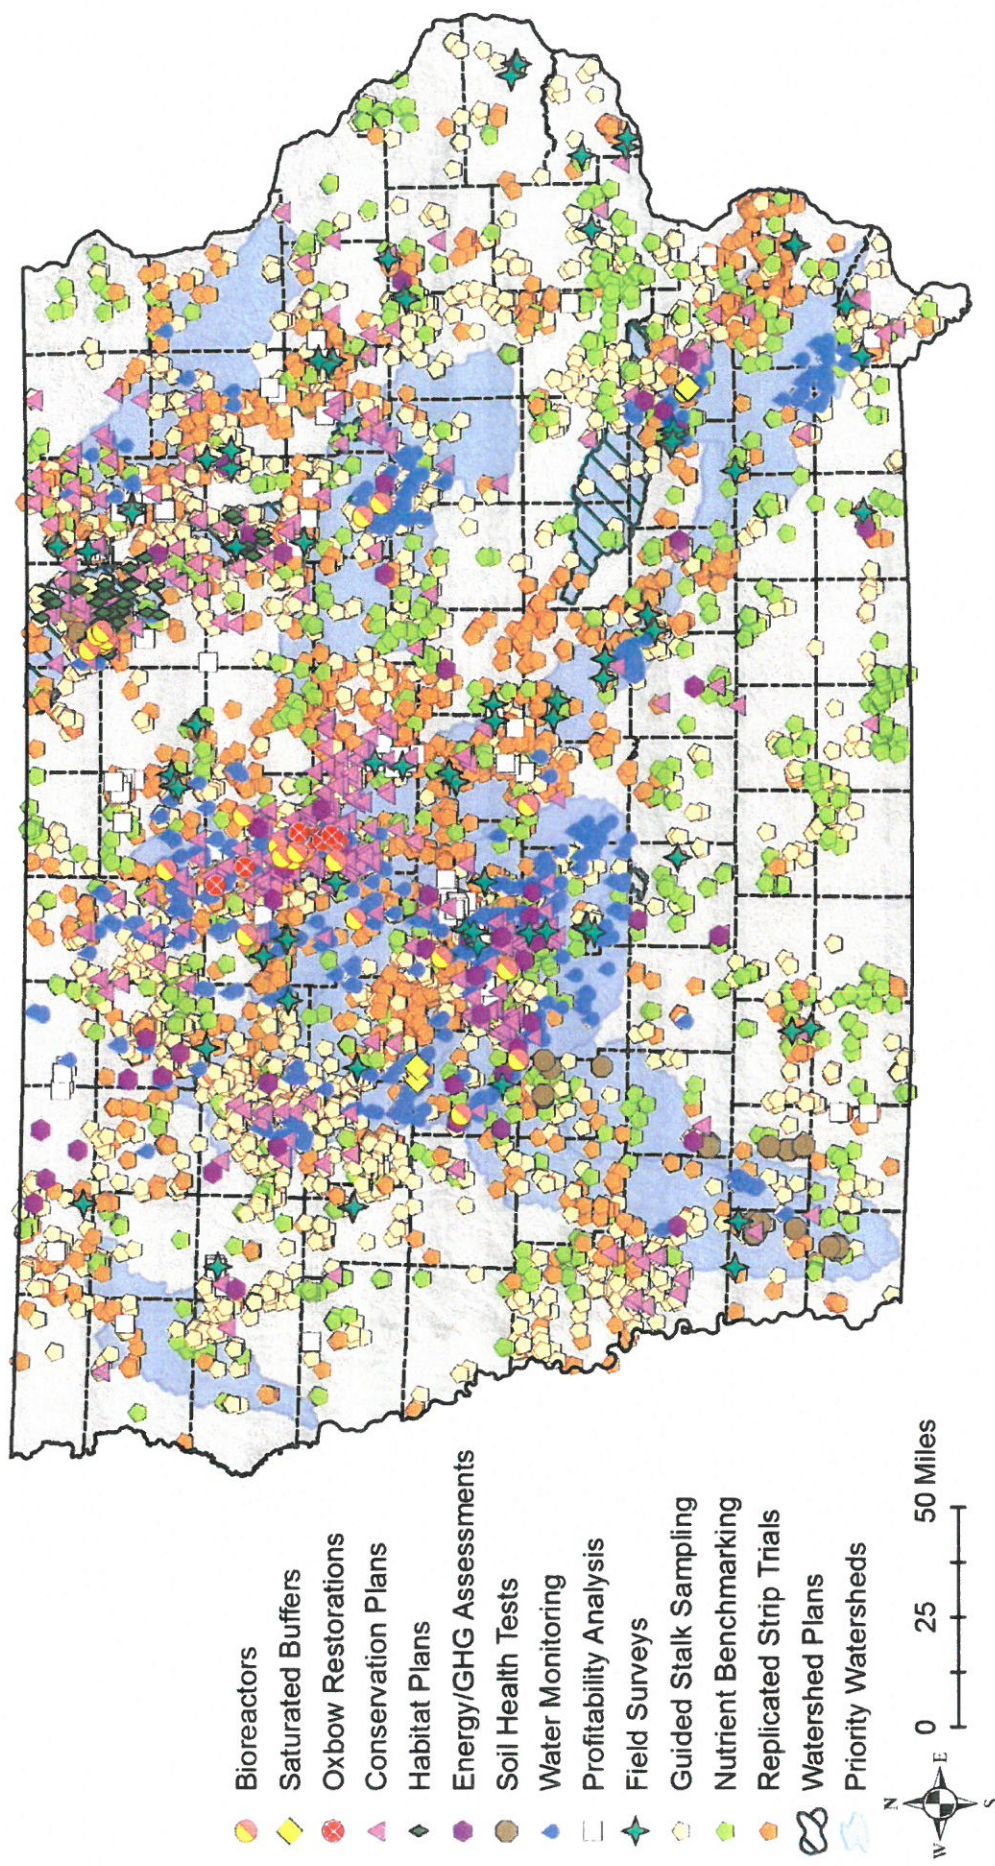 Bioreactors
Saturated Buffers
Oxbow Restorations
Conservation Plans
Habitat Plans
Energy/GHG Assessments
Soil Health Tests
Water Monitoring
Profitability Analysis
Field Surveys
Guided Stalk Sampling
Nutrient Benchmarking
Replicated Strip Trials
Watershed Plans
Priority Watersheds
N
W E
S
0 25 50 Miles